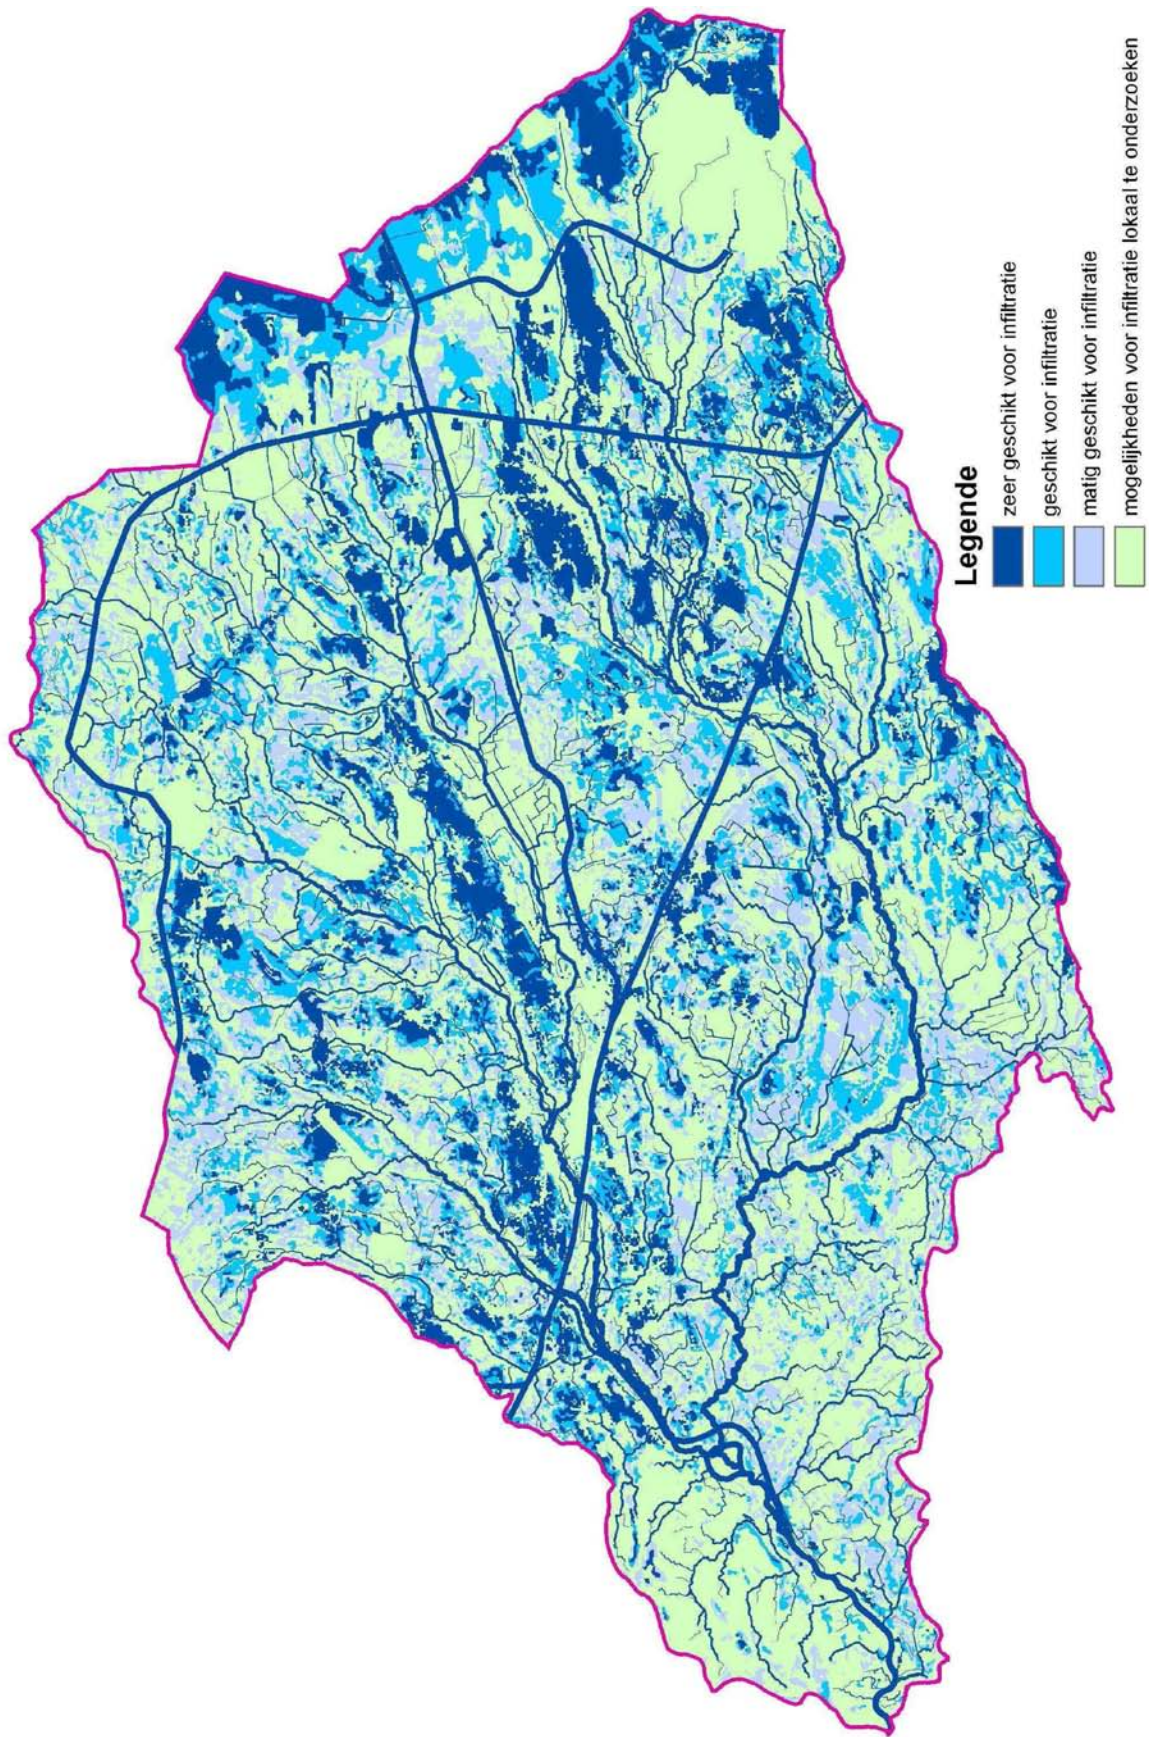 Legende
zeer geschikt voor infiltratie
geschikt voor infiltratie
matig geschikt voor infiltratie
mogelijkheden voor infiltratie lokaal te onderzoeken